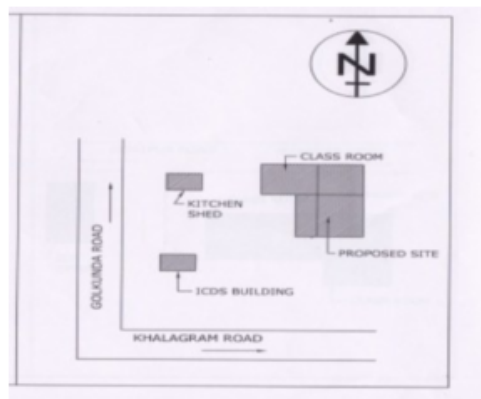 N
CLASS ROOM
KITCHEN
SHED
PROPOSED SITE
GOLKUNDA ROAD
ICDS BUILDING
KHALAGRAM ROAD